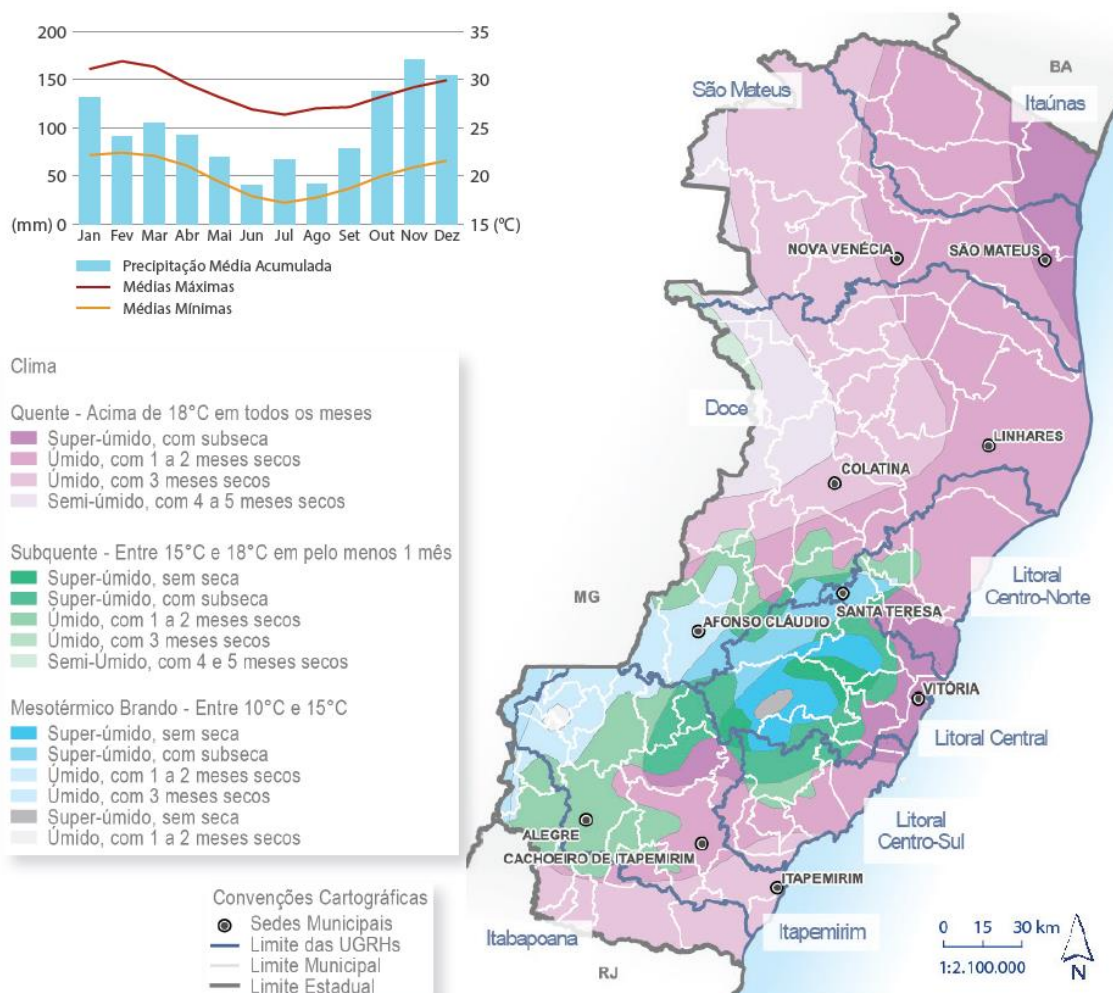 200
150
100
50
(mm) 0
35
30
25
20
15 (ºC)
Jan Fev Mar Abr Mai Jun Jul Ago Set Out Nov Dez
Precipitação Média Acumulada
Médias Máximas
Médias Mínimas
Clima
Quente - Acima de 18°C em todos os meses
Super-úmido, com subseca
Úmido, com 1 a 2 meses secos
Úmido, com 3 meses secos
Semi-úmido, com 4 a 5 meses secos
Subquente - Entre 15°C e 18°C em pelo menos 1 mês
Super-úmido, sem seca
Super-úmido, com subseca
Úmido, com 1 a 2 meses secos
Úmido, com 3 meses secos
Semi-Úmido, com 4 e 5 meses secos
Mesotérmico Brando - Entre 10°C e 15°C
Super-úmido, sem seca
Super-úmido, com subseca
Úmido, com 1 a 2 meses secos
Úmido, com 3 meses secos
Super-úmido, sem seca
Úmido, com 1 a 2 meses secos
Convenções Cartográficas
Sedes Municipais
Limite das UGRHs
Limite Municipal
Limite Estadual
BA
São Mateus
Itaúnas
NOVA VENÉCIA
SÃO MATEUS
Doce
LINHARES
COLATINA
MG
Litoral
Centro-Norte
SANTA TERESA
AFONSO CLÁUDIO
VITÓRIA
Litoral Central
Litoral
Centro-Sul
ALEGRE
CACHOEIRO DE ITAPEMIRIM
ITAPEMIRIM
Itabapoana
Itapemirim
RJ
0 15 30 km
1:2.100.000
N